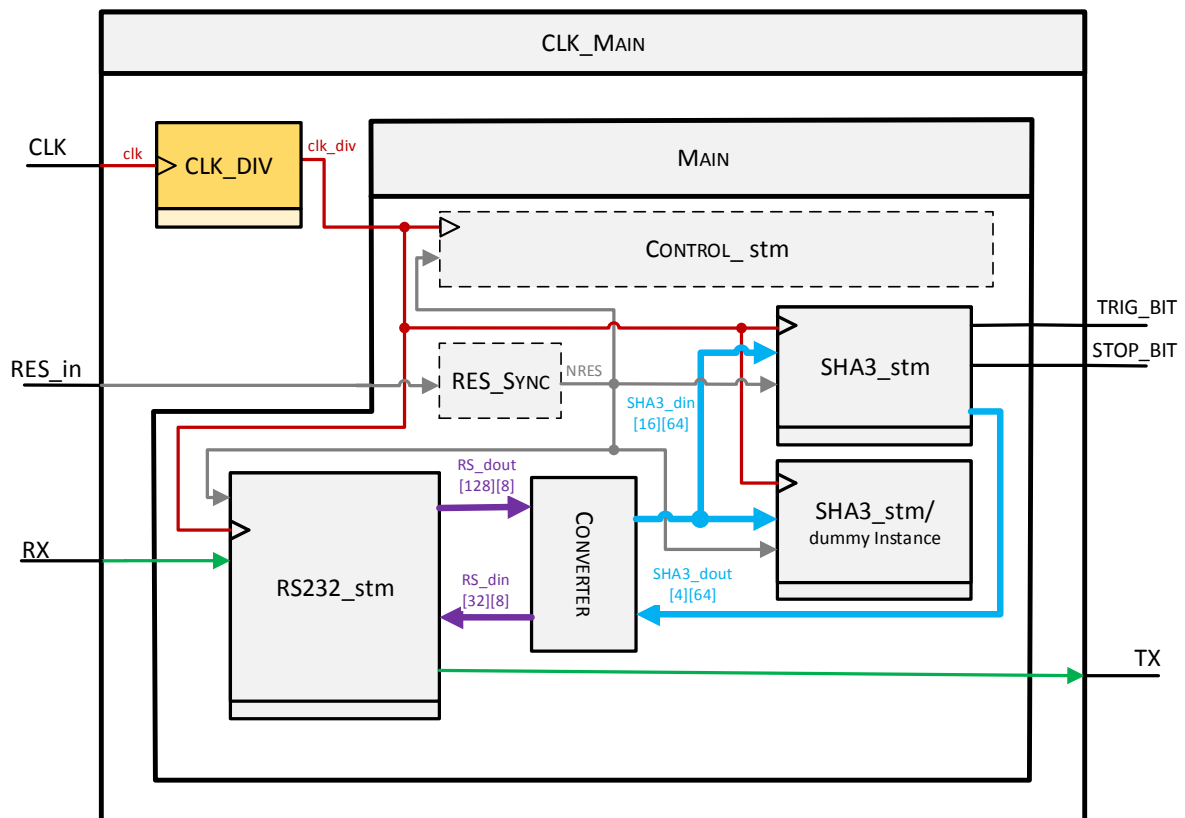 CLK_MAIN
CLK
clk
CLK_DIV
clk_div
MAIN
CONTROL_ stm
RES_in
RES_SYNC
NRES
SHA3_din
[16][64]
SHA3_stm
TRIG_BIT
STOP_BIT
RX
RS232_stm
RS_dout
[128][8]
RS_din
[32][8]
CONVERTER
SHA3_dout
[4][64]
SHA3_stm/
dummy Instance
TX